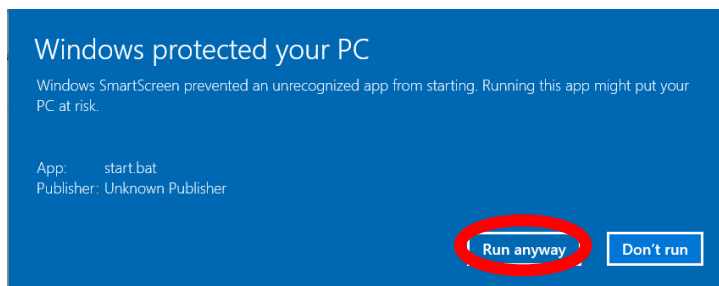 Windows protected your PC
Windows SmartScreen prevented an unrecognized app from starting. Running this app might put your
PC at risk.
App: start.bat
Publisher: Unknown Publisher
Run anyway Don't run